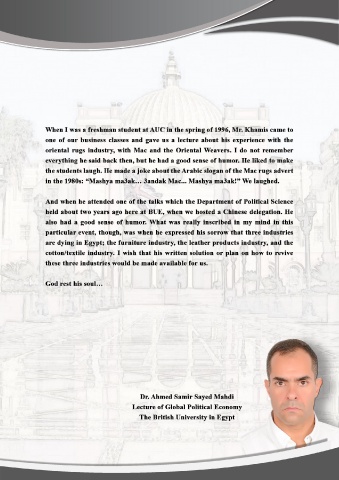 When I was a freshman student at AUC in the spring of 1996, Mr. Khamis came to
one of our business classes and gave us a lecture about his experience with the
oriental rugs industry, with Mac and the Oriental Weavers. I do not remember
everything he said back then, but he had a good sense of humor. He liked to make
the students laugh. He made a joke about the Arabic slogan of the Mac rugs advert
in the 1980s: “Mashya ma3ak… 3andak Mac... Mashya ma3ak!” We laughed.
And when he attended one of the talks which the Department of Political Science
held about two years ago here at BUE, when we hosted a Chinese delegation. He
also had a good sense of humor. What was really inscribed in my mind in this
particular event, though, was when he expressed his sorrow that three industries
are dying in Egypt; the furniture industry, the leather products industry, and the
cotton/textile industry. I wish that his written solution or plan on how to revive
these three industries would be made available for us.
God rest his soul…
Dr. Ahmed Samir Sayed Mahdi
Lecture of Global Political Economy
The British University in Egypt